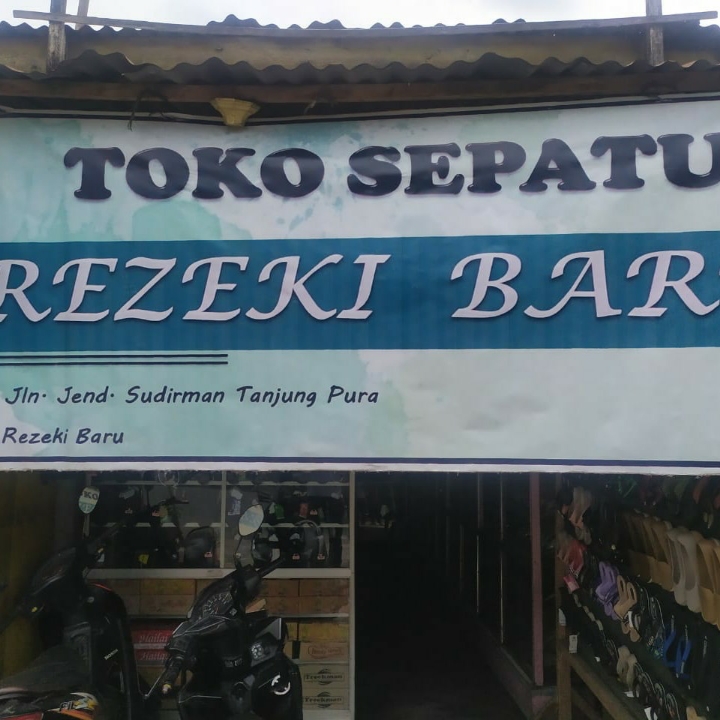 TOKO SEPATU
REZEKI BAR
Jln. Jend. Sudirman Tanjung Pura
Rezeki Baru